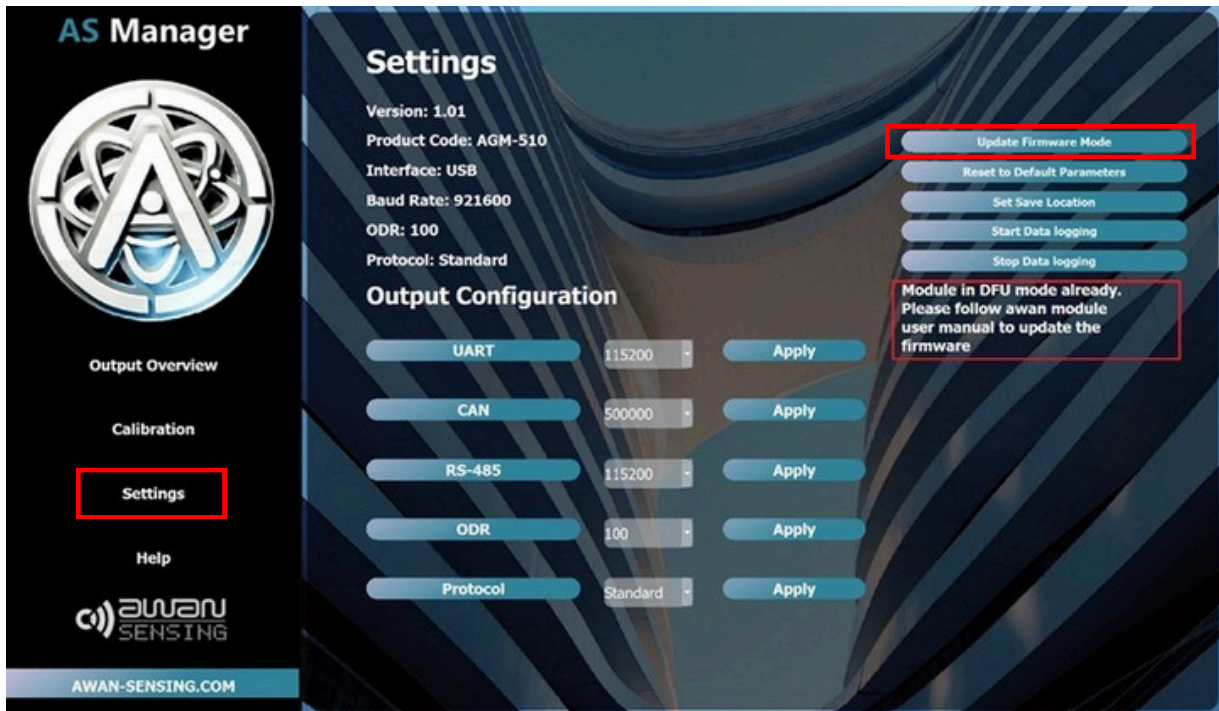 AS Manager
Output Overview
Calibration
Settings
Help
awan
SENSING
AWAN-SENSING.COM
Settings
Version: 1.01
Product Code: AGM-510
Interface: USB
Baud Rate: 921600
ODR: 100
Protocol: Standard
Output Configuration
UART 115200 Apply
CAN 500000 Apply
RS-485 115200 Apply
ODR 100 Apply
Protocol Standard Apply
Update Firmware Mode
Reset to Default Parameters
Set Save Location
Start Data logging
Stop Data logging
Module in DFU mode already.
Please follow awan module
user manual to update the
firmware